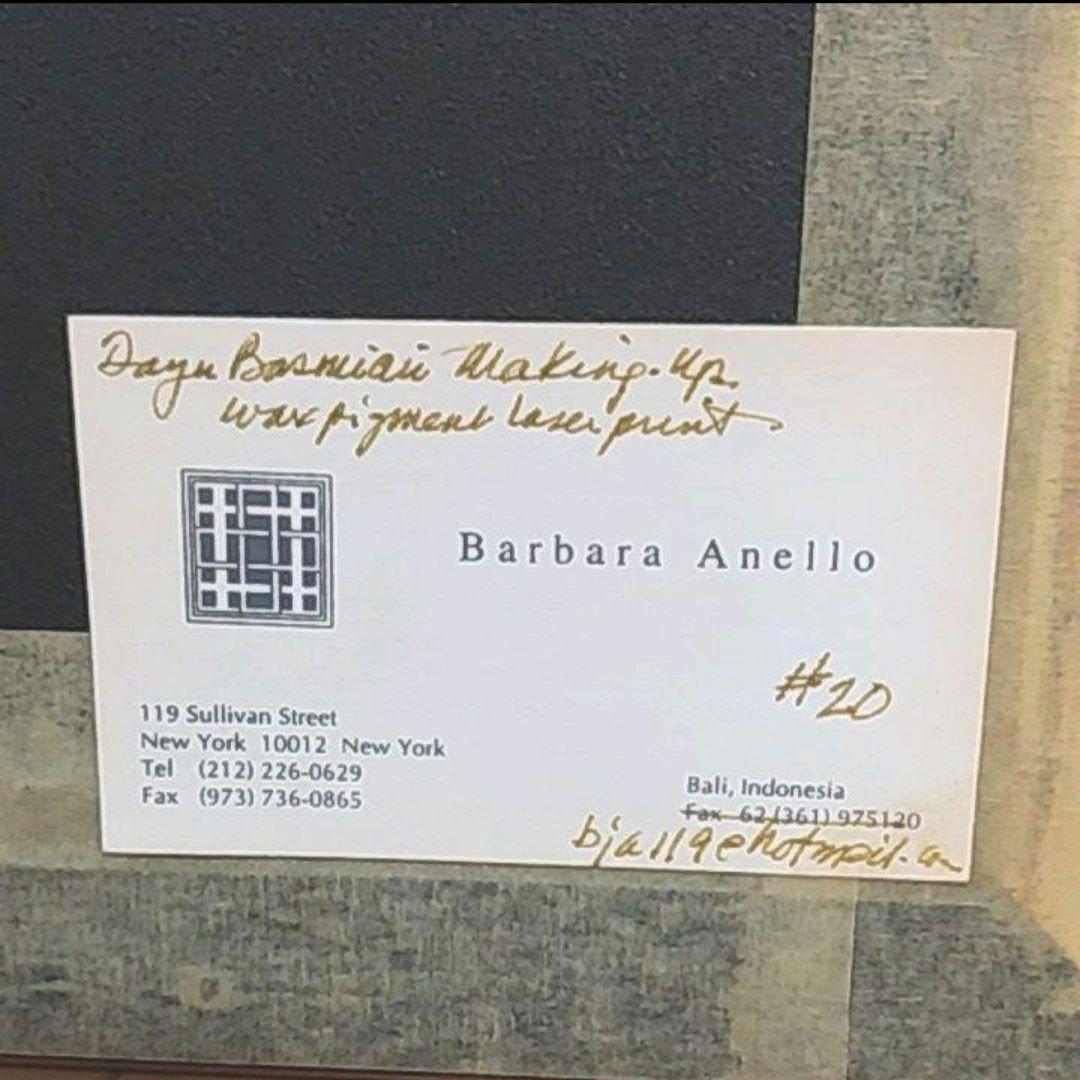 Dayu Basmiari Making-Up.
wax pigment laser print
Barbara Anello
#20
119 Sullivan Street
New York 10012 New York
Tel (212) 226-0629
Fax (973) 736-0865
Bali, Indonesia
Fax 62 (361) 975120
bja119@hotmail.com